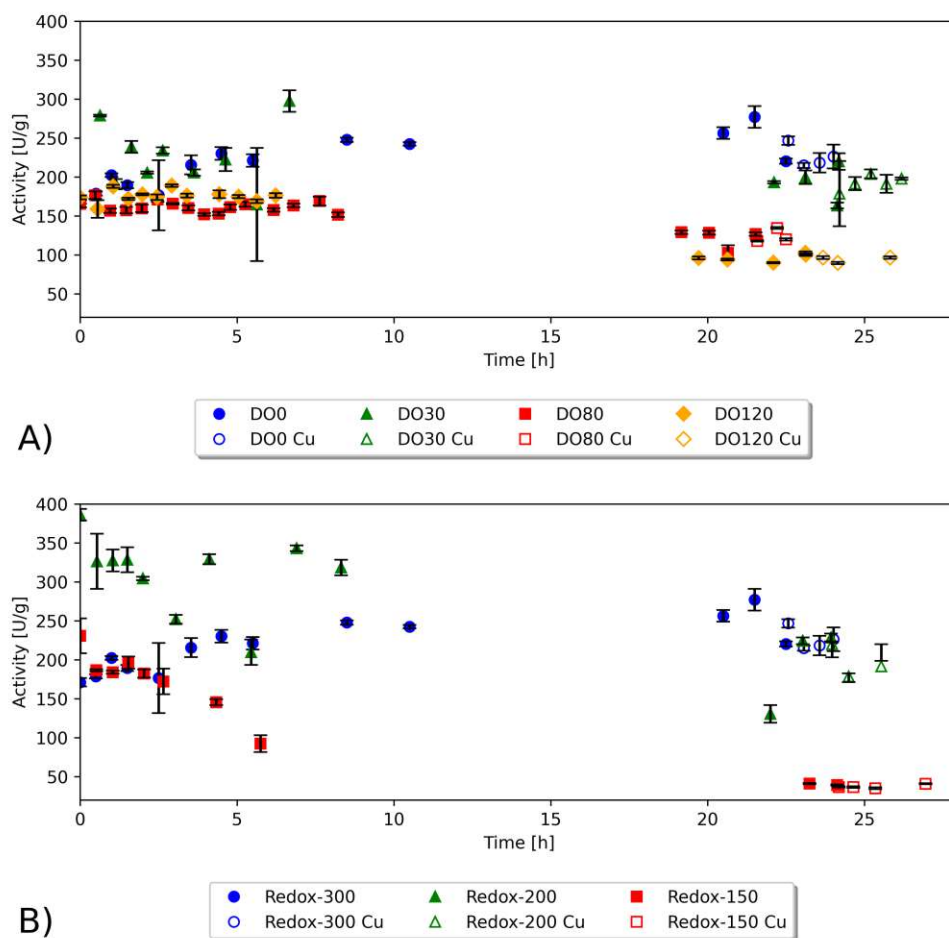 400
350
300
250
200
150
100
50
Activity [U/g]
0 5 10 15 20 25
Time [h]
DO0 DO30 DO80 DO120
DO0 Cu DO30 Cu DO80 Cu DO120 Cu
A)
400
350
300
250
200
150
100
50
Activity [U/g]
0 5 10 15 20 25
Time [h]
Redox-300 Redox-200 Redox-150
Redox-300 Cu Redox-200 Cu Redox-150 Cu
B)